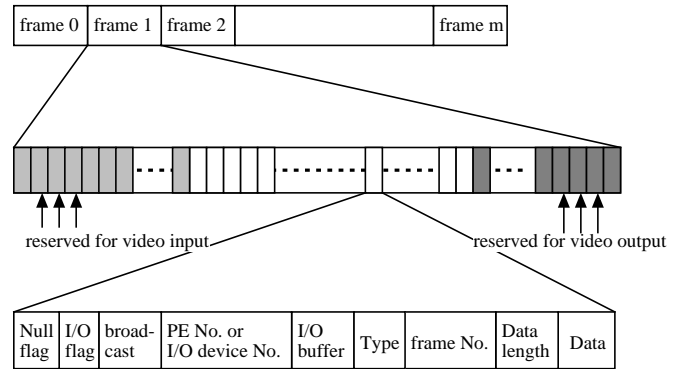 frame 0 frame 1 frame 2 frame m
reserved for video input reserved for video output
Null flag I/O flag broad-cast PE No. or I/O device No. I/O buffer Type frame No. Data length Data